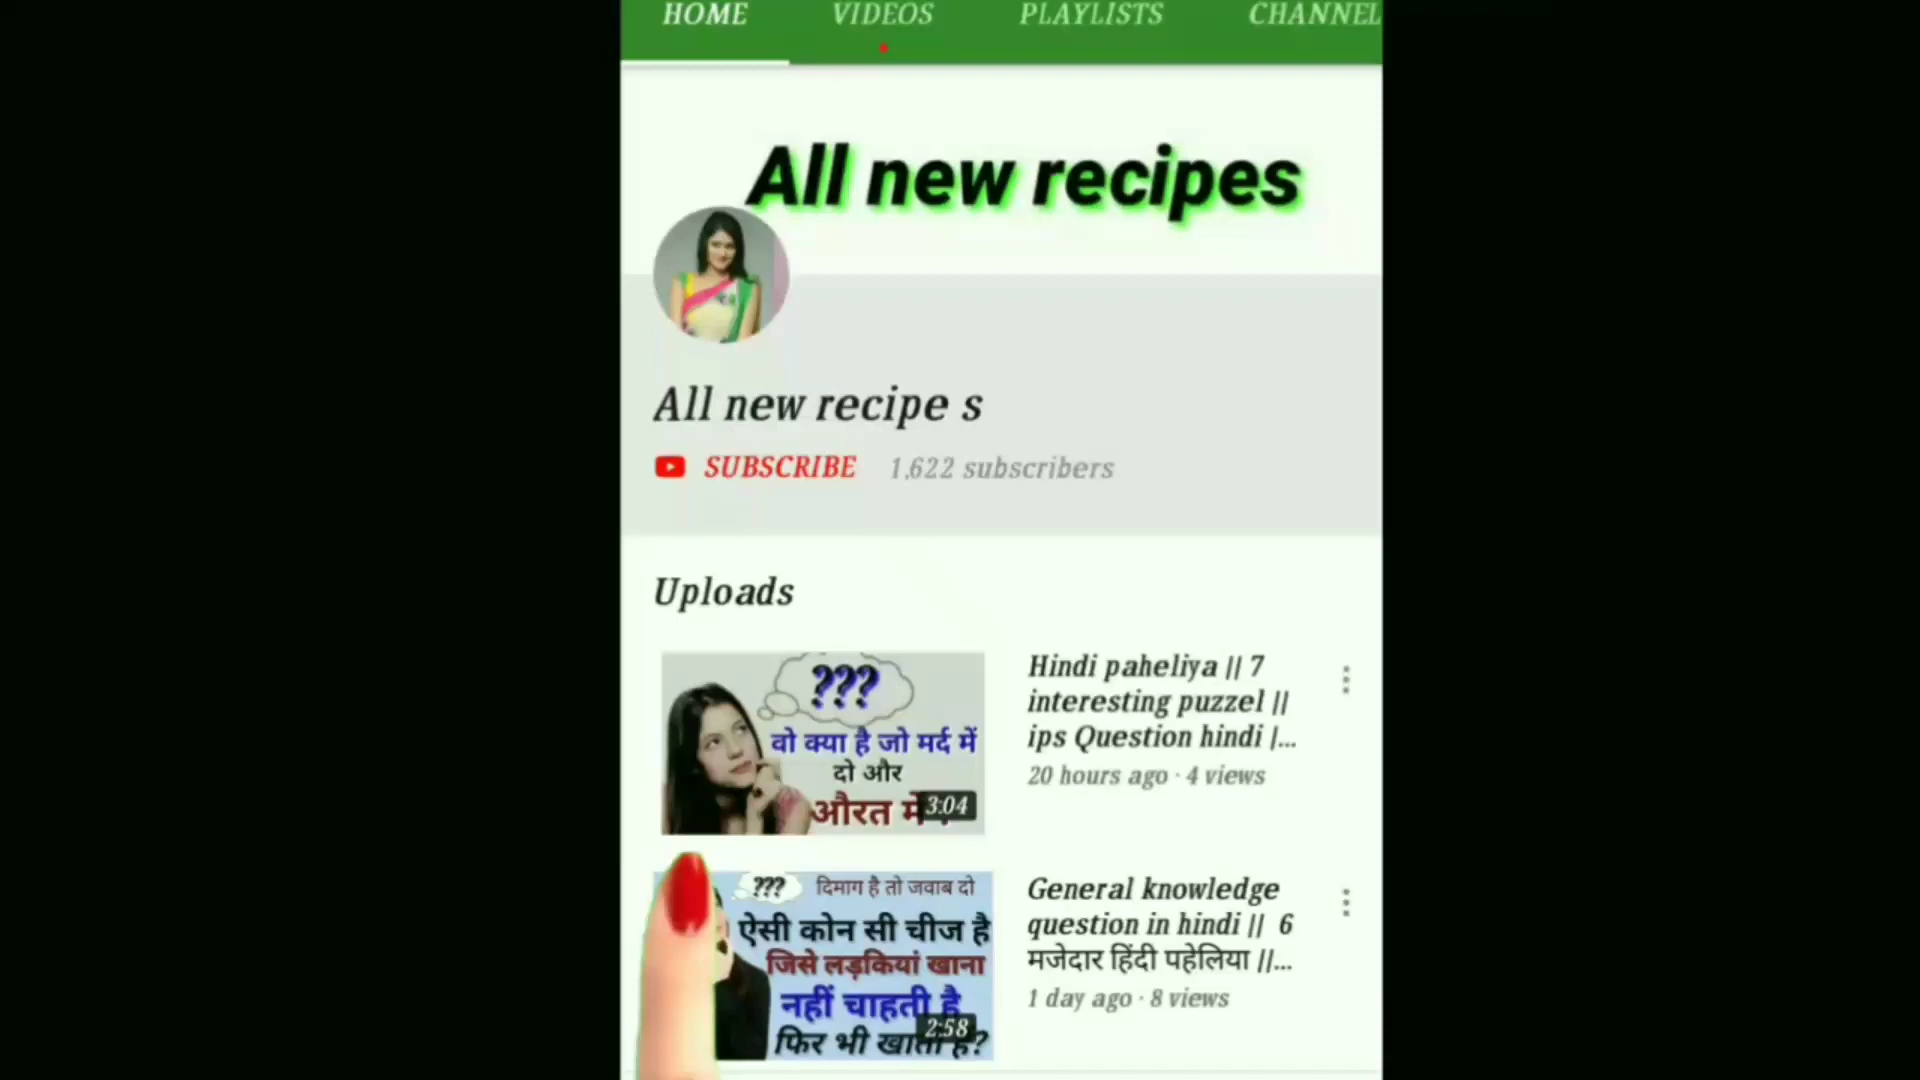 HOME VIDEOS PLAYLISTS CHANNEL
All new recipes
All new recipe s
SUBSCRIBE 1,622 subscribers
Uploads
???
वो क्या है जो मर्द में
दो और
औरत में
3:04
Hindi paheliya || 7
interesting puzzel ||
ips Question hindi |...
20 hours ago · 4 views
??? दिमाग है तो जवाब दो
ऐसी कोन सी चीज है
जिसे लड़कियां खाना
नहीं चाहती है
फिर भी खाती है?
2:58
General knowledge
question in hindi || 6
मजेदार हिंदी पहेलिया ||...
1 day ago · 8 views